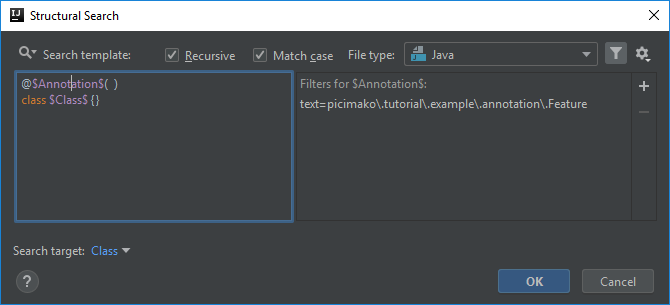 IJ Structural Search
Search template: Recursive Match case File type: Java
@$Annotation$( )
class $Class$ {}
Filters for $Annotation$:
text=picimako\.tutorial\.example\.annotation\.Feature
Search target: Class
? OK Cancel